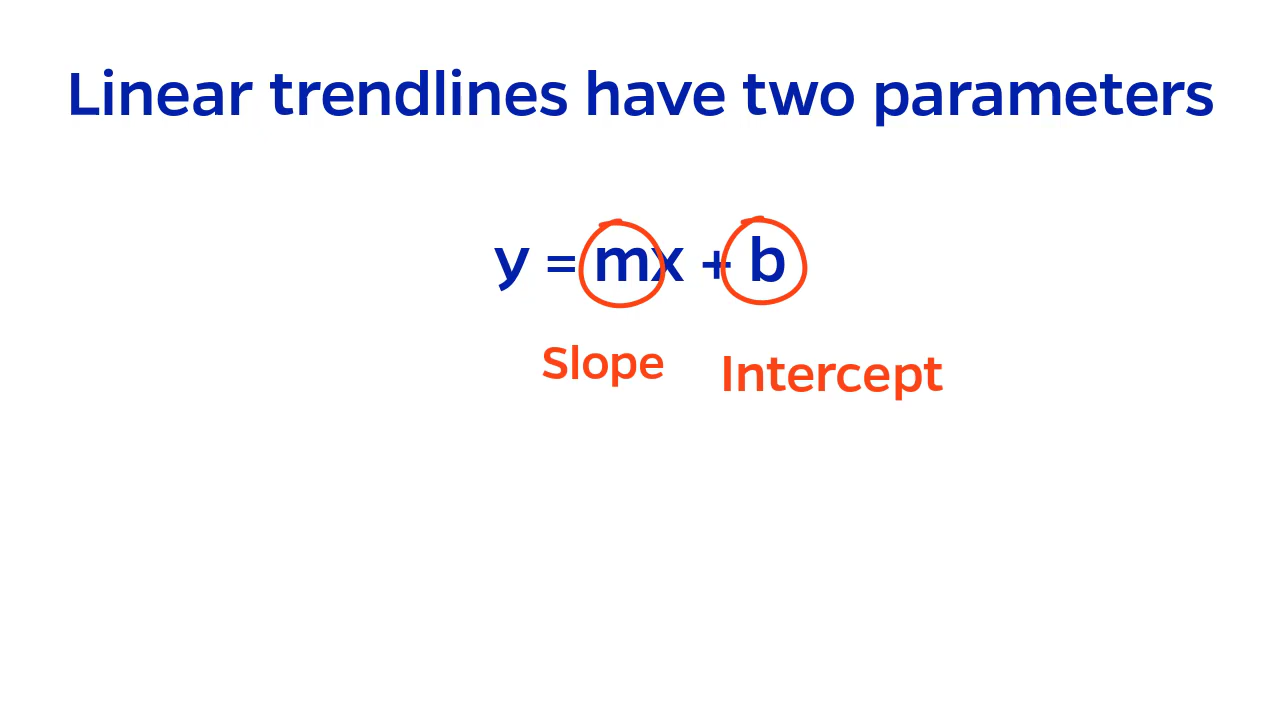 Linear trendlines have two parameters
y = mx + b
Slope Intercept